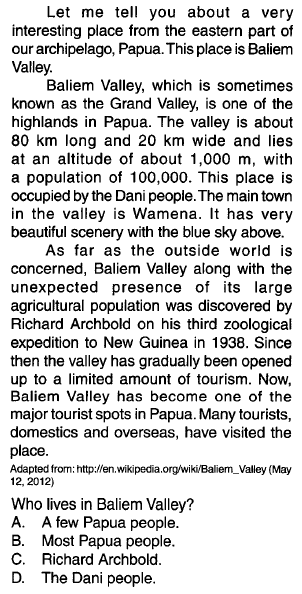 Let me tell you about a very
interesting place from the eastern part of
our archipelago, Papua. This place is Baliem
Valley.
Baliem Valley, which is sometimes
known as the Grand Valley, is one of the
highlands in Papua. The valley is about
80 km long and 20 km wide and lies
at an altitude of about 1,000 m, with
a population of 100,000. This place is
occupied by the Dani people. The main town
in the valley is Wamena. It has very
beautiful scenery with the blue sky above.
As far as the outside world is
concerned, Baliem Valley along with the
unexpected presence of its large
agricultural population was discovered by
Richard Archbold on his third zoological
expedition to New Guinea in 1938. Since
then the valley has gradually been opened
up to a limited amount of tourism. Now,
Baliem Valley has become one of the
major tourist spots in Papua. Many tourists,
domestics and overseas, have visited the
place.
Adapted from: http://en.wikipedia.org/wiki/Baliem_Valley (May
12, 2012)
Who lives in Baliem Valley?
A. A few Papua people.
B. Most Papua people.
C. Richard Archbold.
D. The Dani people.